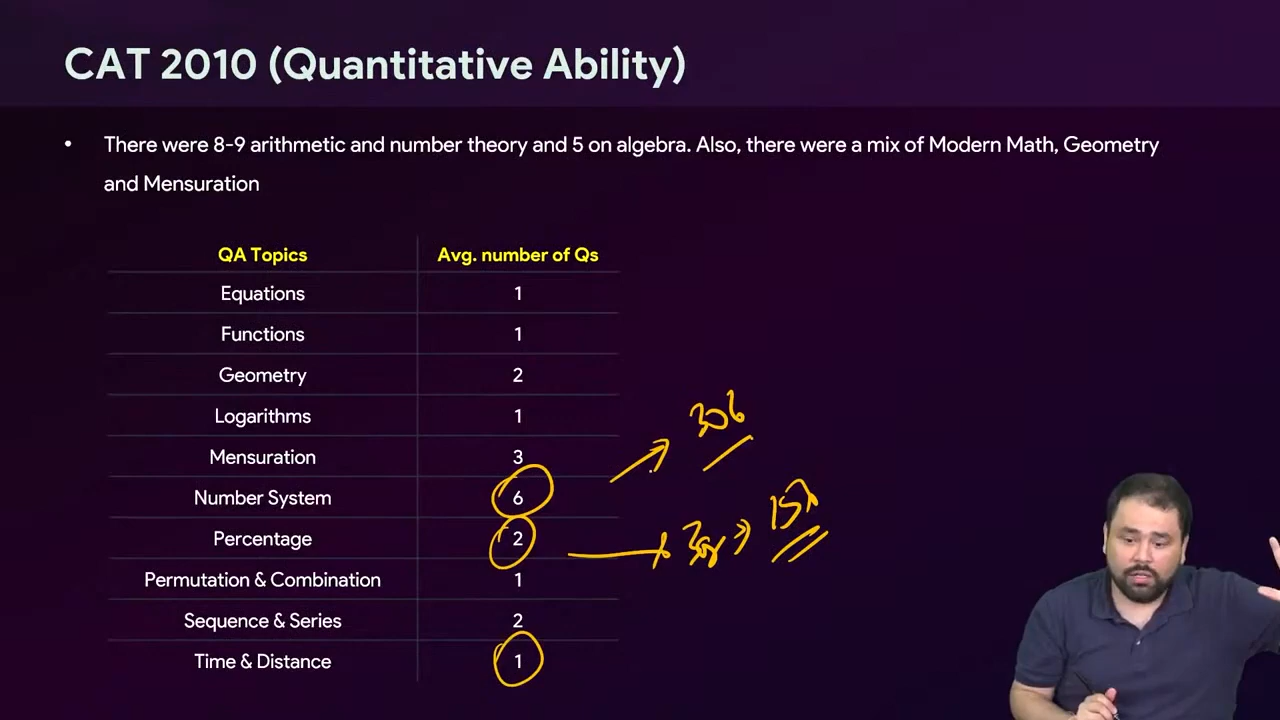 CAT 2010 (Quantitative Ability)
• There were 8-9 arithmetic and number theory and 5 on algebra. Also, there were a mix of Modern Math, Geometry
and Mensuration
QA Topics Avg. number of Qs
Equations 1
Functions 1
Geometry 2
Logarithms 1
Mensuration 3
Number System 6
Percentage 2
Permutation & Combination 1
Sequence & Series 2
Time & Distance 1